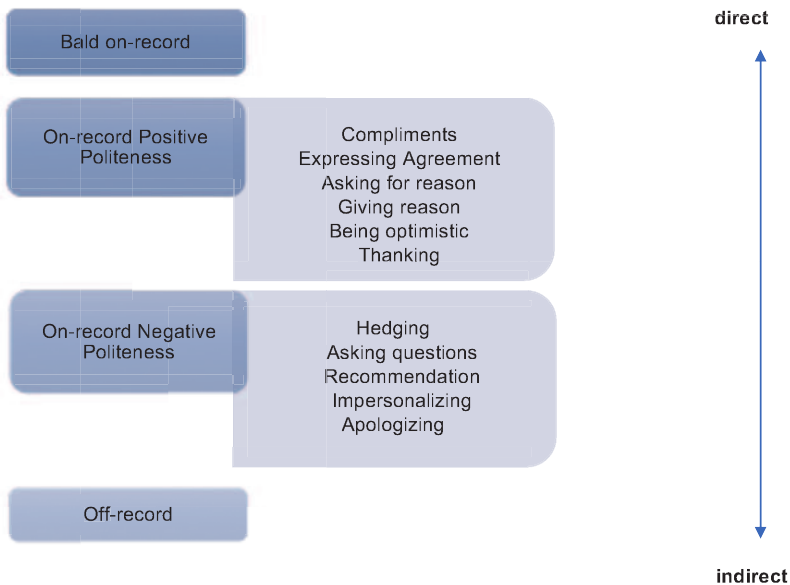 direct
Bald on-record
On-record Positive
Politeness
Compliments
Expressing Agreement
Asking for reason
Giving reason
Being optimistic
Thanking
On-record Negative
Politeness
Hedging
Asking questions
Recommendation
Impersonalizing
Apologizing
Off-record
indirect